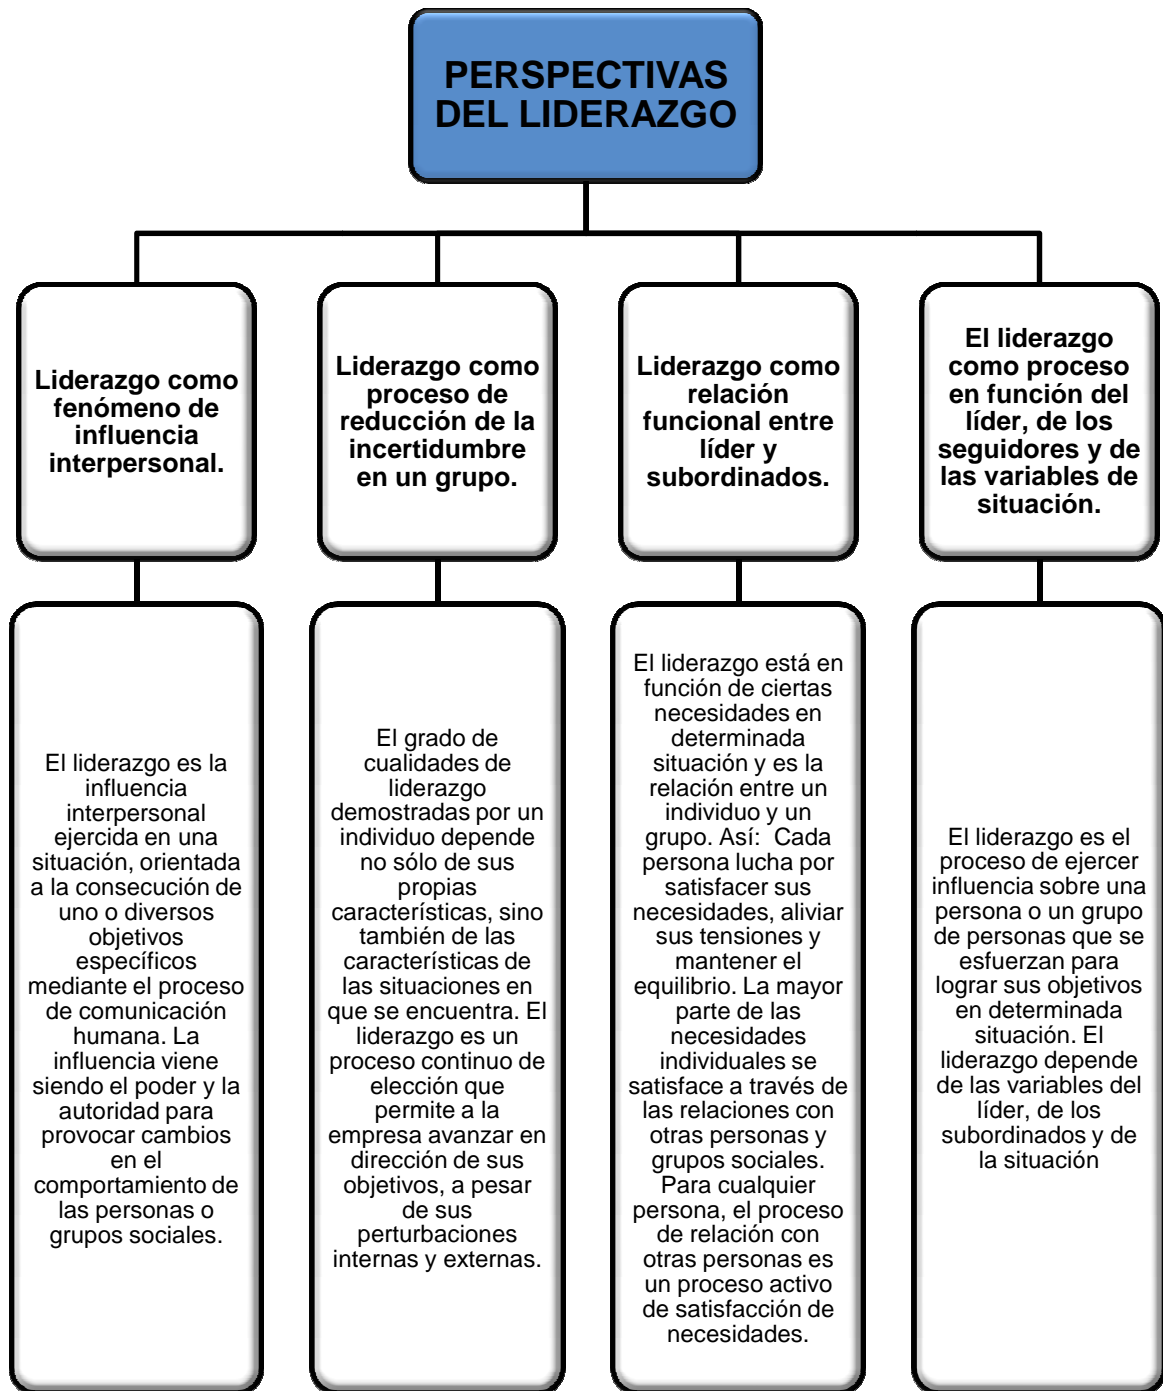 PERSPECTIVAS
DEL LIDERAZGO
Liderazgo como
fenómeno de
influencia
interpersonal.
Liderazgo como
proceso de
reducción de la
incertidumbre
en un grupo.
Liderazgo como
relación
funcional entre
líder y
subordinados.
El liderazgo
como proceso
en función del
líder, de los
seguidores y de
las variables de
situación.
El liderazgo es la
influencia
interpersonal
ejercida en una
situación, orientada
a la consecución de
uno o diversos
objetivos
específicos
mediante el proceso
de comunicación
humana. La
influencia viene
siendo el poder y la
autoridad para
provocar cambios
en el
comportamiento de
las personas o
grupos sociales.
El grado de
cualidades de
liderazgo
demostradas por un
individuo depende
no sólo de sus
propias
características, sino
también de las
características de
las situaciones en
que se encuentra. El
liderazgo es un
proceso continuo de
elección que
permite a la
empresa avanzar en
dirección de sus
objetivos, a pesar
de sus
perturbaciones
internas y externas.
El liderazgo está en
función de ciertas
necesidades en
determinada
situación y es la
relación entre un
individuo y un
grupo. Así:  Cada
persona lucha por
satisfacer sus
necesidades, aliviar
sus tensiones y
mantener el
equilibrio. La mayor
parte de las
necesidades
individuales se
satisface a través de
las relaciones con
otras personas y
grupos sociales.
Para cualquier
persona, el proceso
de relación con
otras personas es
un proceso activo
de satisfacción de
necesidades.
El liderazgo es el
proceso de ejercer
influencia sobre una
persona o un grupo
de personas que se
esfuerzan para
lograr sus objetivos
en determinada
situación. El
liderazgo depende
de las variables del
líder, de los
subordinados y de
la situación